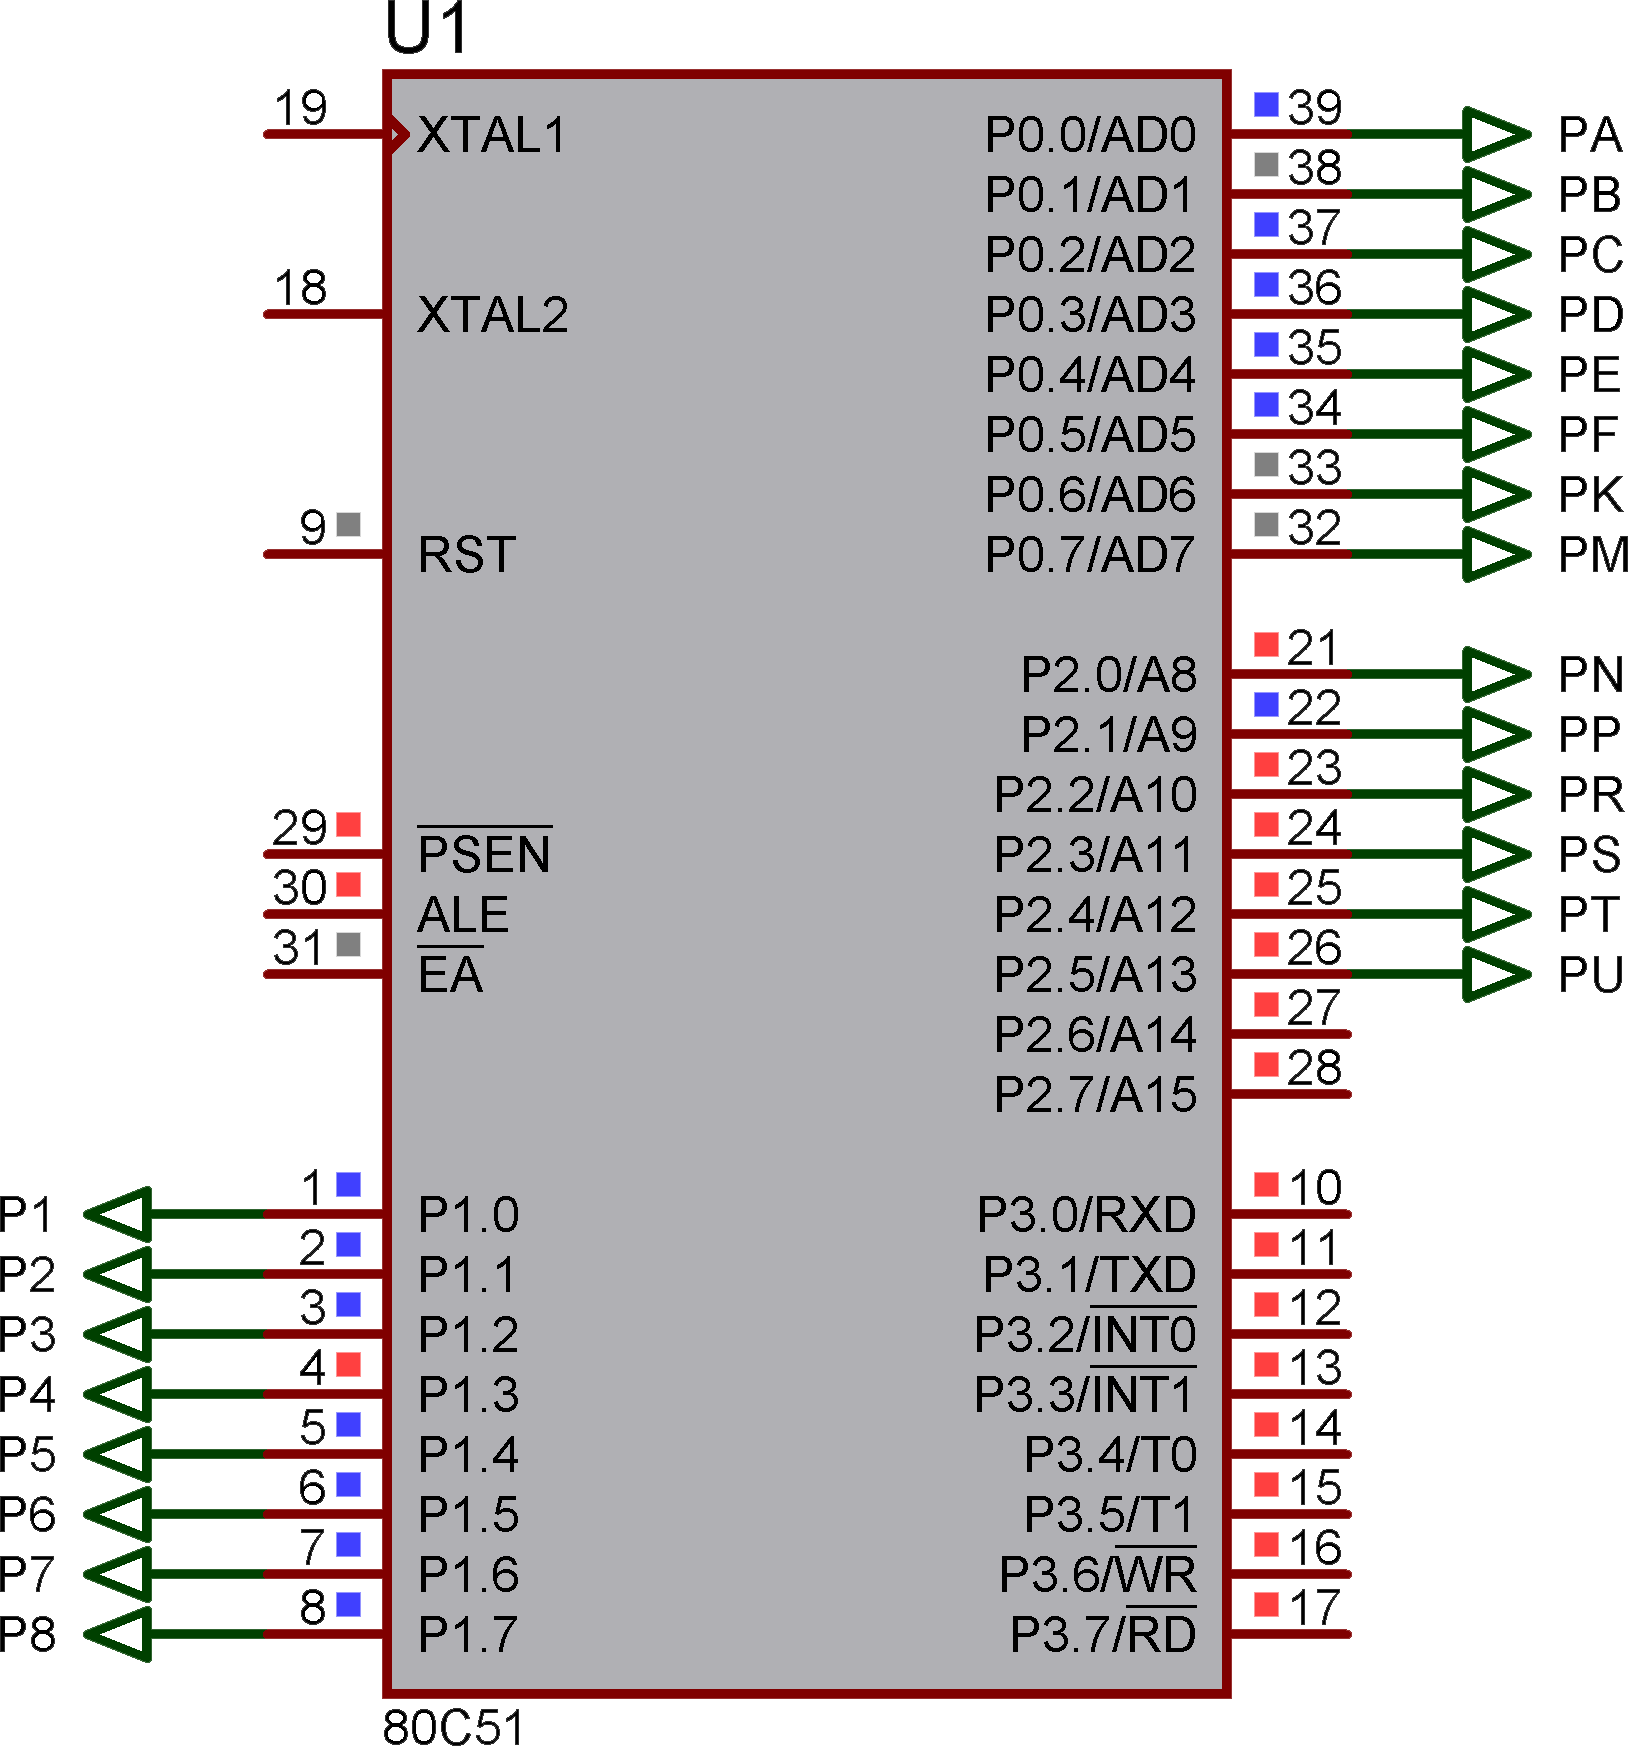 U1
19 XTAL1 P0.0/AD0 39 PA
P0.1/AD1 38 PB
P0.2/AD2 37 PC
18 XTAL2 P0.3/AD3 36 PD
P0.4/AD4 35 PE
P0.5/AD5 34 PF
P0.6/AD6 33 PK
9 RST P0.7/AD7 32 PM
P2.0/A8 21 PN
P2.1/A9 22 PP
P2.2/A10 23 PR
29 PSEN P2.3/A11 24 PS
30 ALE P2.4/A12 25 PT
31 EA P2.5/A13 26 PU
P2.6/A14 27
P2.7/A15 28
P1 1 P1.0 P3.0/RXD 10
P2 2 P1.1 P3.1/TXD 11
P3 3 P1.2 P3.2/INT0 12
P4 4 P1.3 P3.3/INT1 13
P5 5 P1.4 P3.4/T0 14
P6 6 P1.5 P3.5/T1 15
P7 7 P1.6 P3.6/WR 16
P8 8 P1.7 P3.7/RD 17
80C51